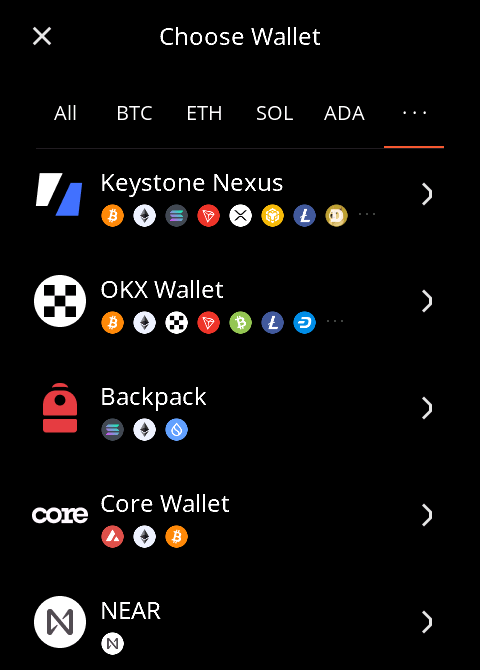 Choose Wallet
All BTC ETH SOL ADA ···
Keystone Nexus
···
OKX Wallet
···
Backpack
core Core Wallet
NEAR